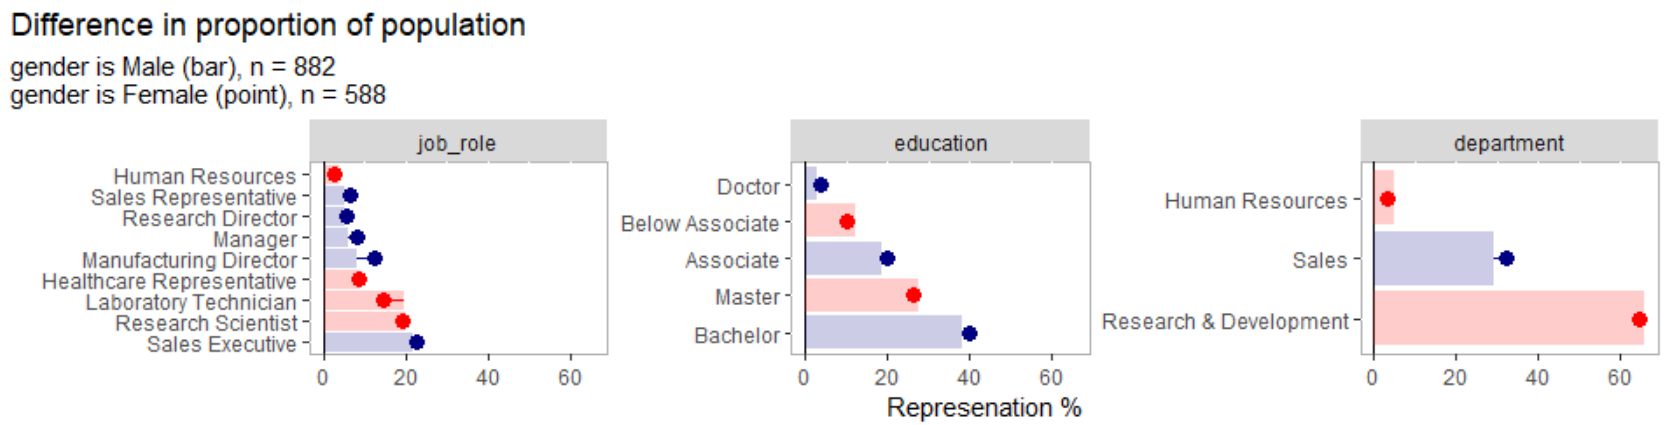 Difference in proportion of population
gender is Male (bar), n = 882
gender is Female (point), n = 588
job_role
Human Resources
Sales Representative
Research Director
Manager
Manufacturing Director
Healthcare Representative
Laboratory Technician
Research Scientist
Sales Executive
0 20 40 60
education
Doctor
Below Associate
Associate
Master
Bachelor
0 20 40 60
department
Human Resources
Sales
Research & Development
0 20 40 60
Represenation %